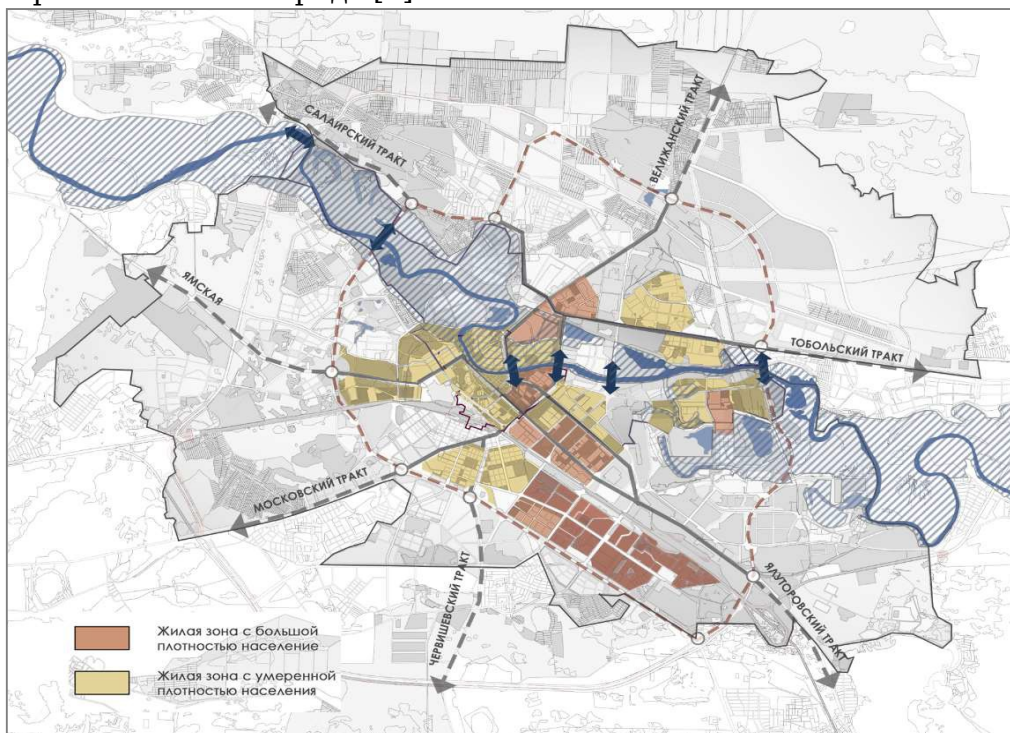 САЛАИРСКИЙ ТРАКТ
ВЕЛИЖАНСКИЙ ТРАКТ
ЯМСКАЯ
ТОБОЛЬСКИЙ ТРАКТ
МОСКОВСКИЙ ТРАКТ
ЧЕРВИШЕВСКИЙ ТРАКТ
ЯЛУТОРОВСКИЙ ТРАКТ
Жилая зона с большой
плотностью население
Жилая зона с умеренной
плотностью населения